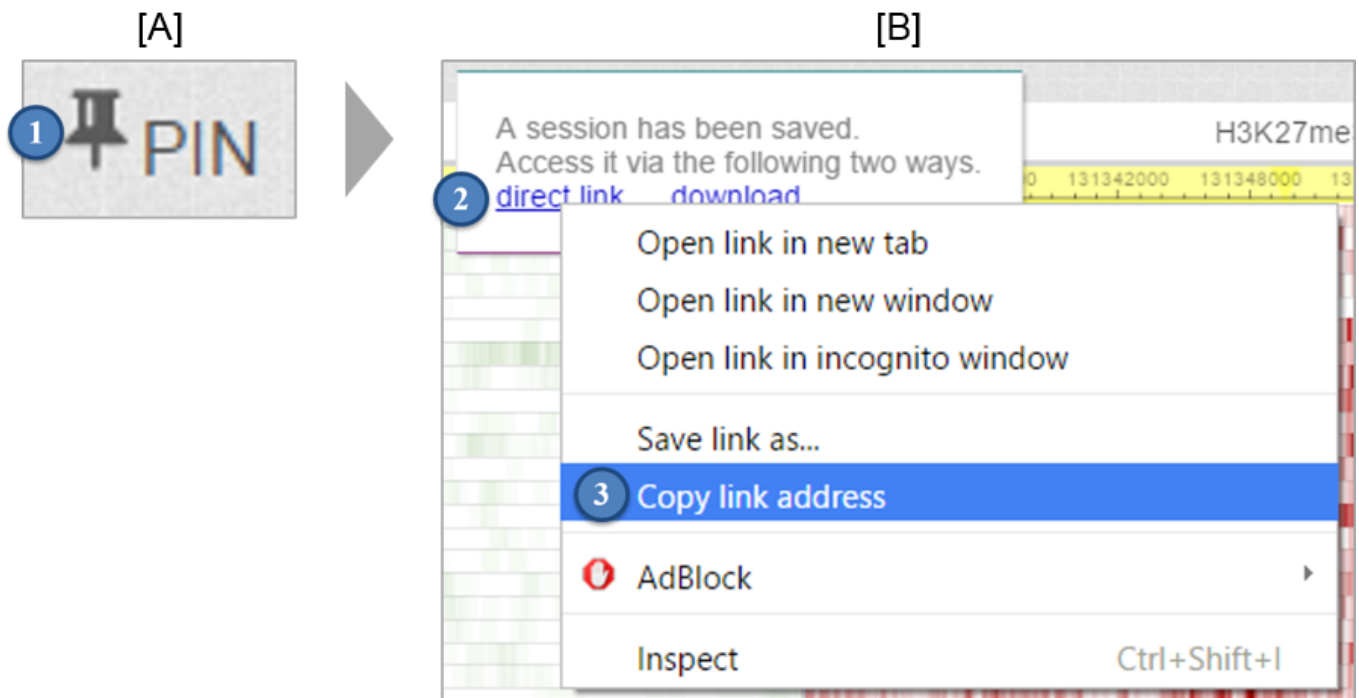 [A]
[B]
1
PIN
A session has been saved.
Access it via the following two ways.
2
direct link download
H3K27me
131342000 131348000
Open link in new tab
Open link in new window
Open link in incognito window
Save link as...
3
Copy link address
AdBlock
Inspect Ctrl+Shift+I